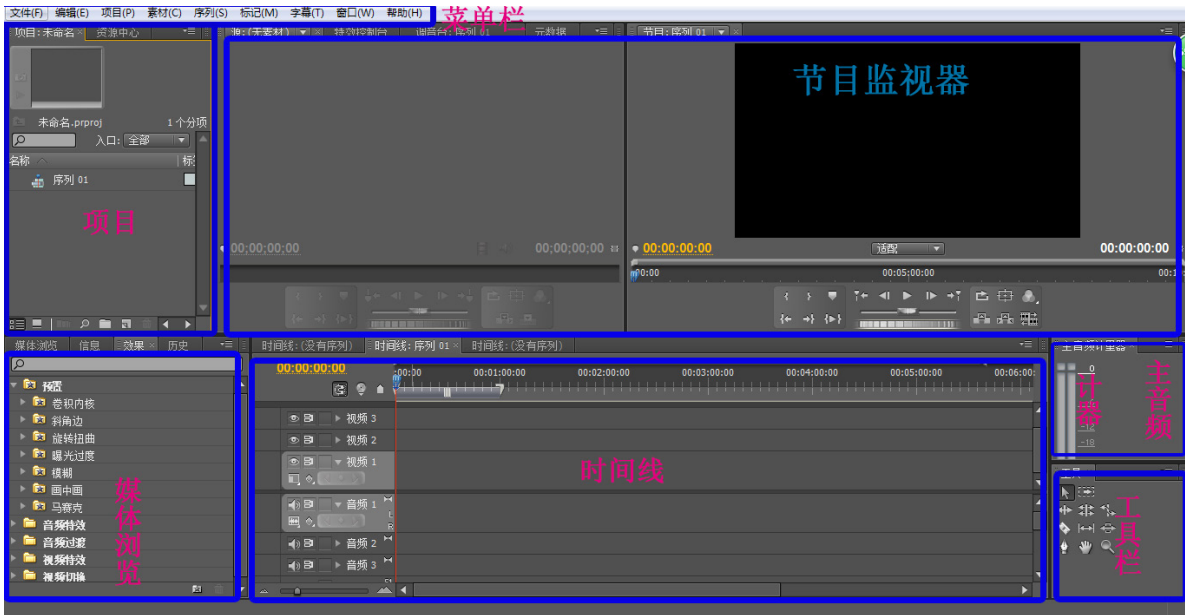 文件(F) 编辑(E) 项目(P) 素材(C) 序列(S) 标记(M) 字幕(T) 窗口(W) 帮助(H)
菜单栏
项目:未命名 × 资源中心
源:(无素材) 特效控制台 调音台:序列 01 元数据
节目:序列 01
节目监视器
未命名.prproj 1 个分项
入口: 全部
名称 标
序列 01
项目
00;00;00;00 00;00;00;00
00:00:00:00 适配 00:00:00:00
00:00 00:05:00:00
媒体浏览 信息 效果 × 历史
时间线:(没有序列) 时间线:序列 01 × 时间线:(没有序列)
主音频计量器
00:00:00:00
00:00 00:01:00:00 00:02:00:00 00:03:00:00 00:04:00:00 00:05:00:00 00:06:00:
预置
卷积内核
斜角边
旋转扭曲
曝光过度
模糊
画中画
马赛克
音频特效
音频过渡
视频特效
视频切换
媒体浏览
视频 3
视频 2
视频 1
音频 1
L
R
音频 2
音频 3
时间线
0
-12
-18
主音频
计器
工具
工具栏